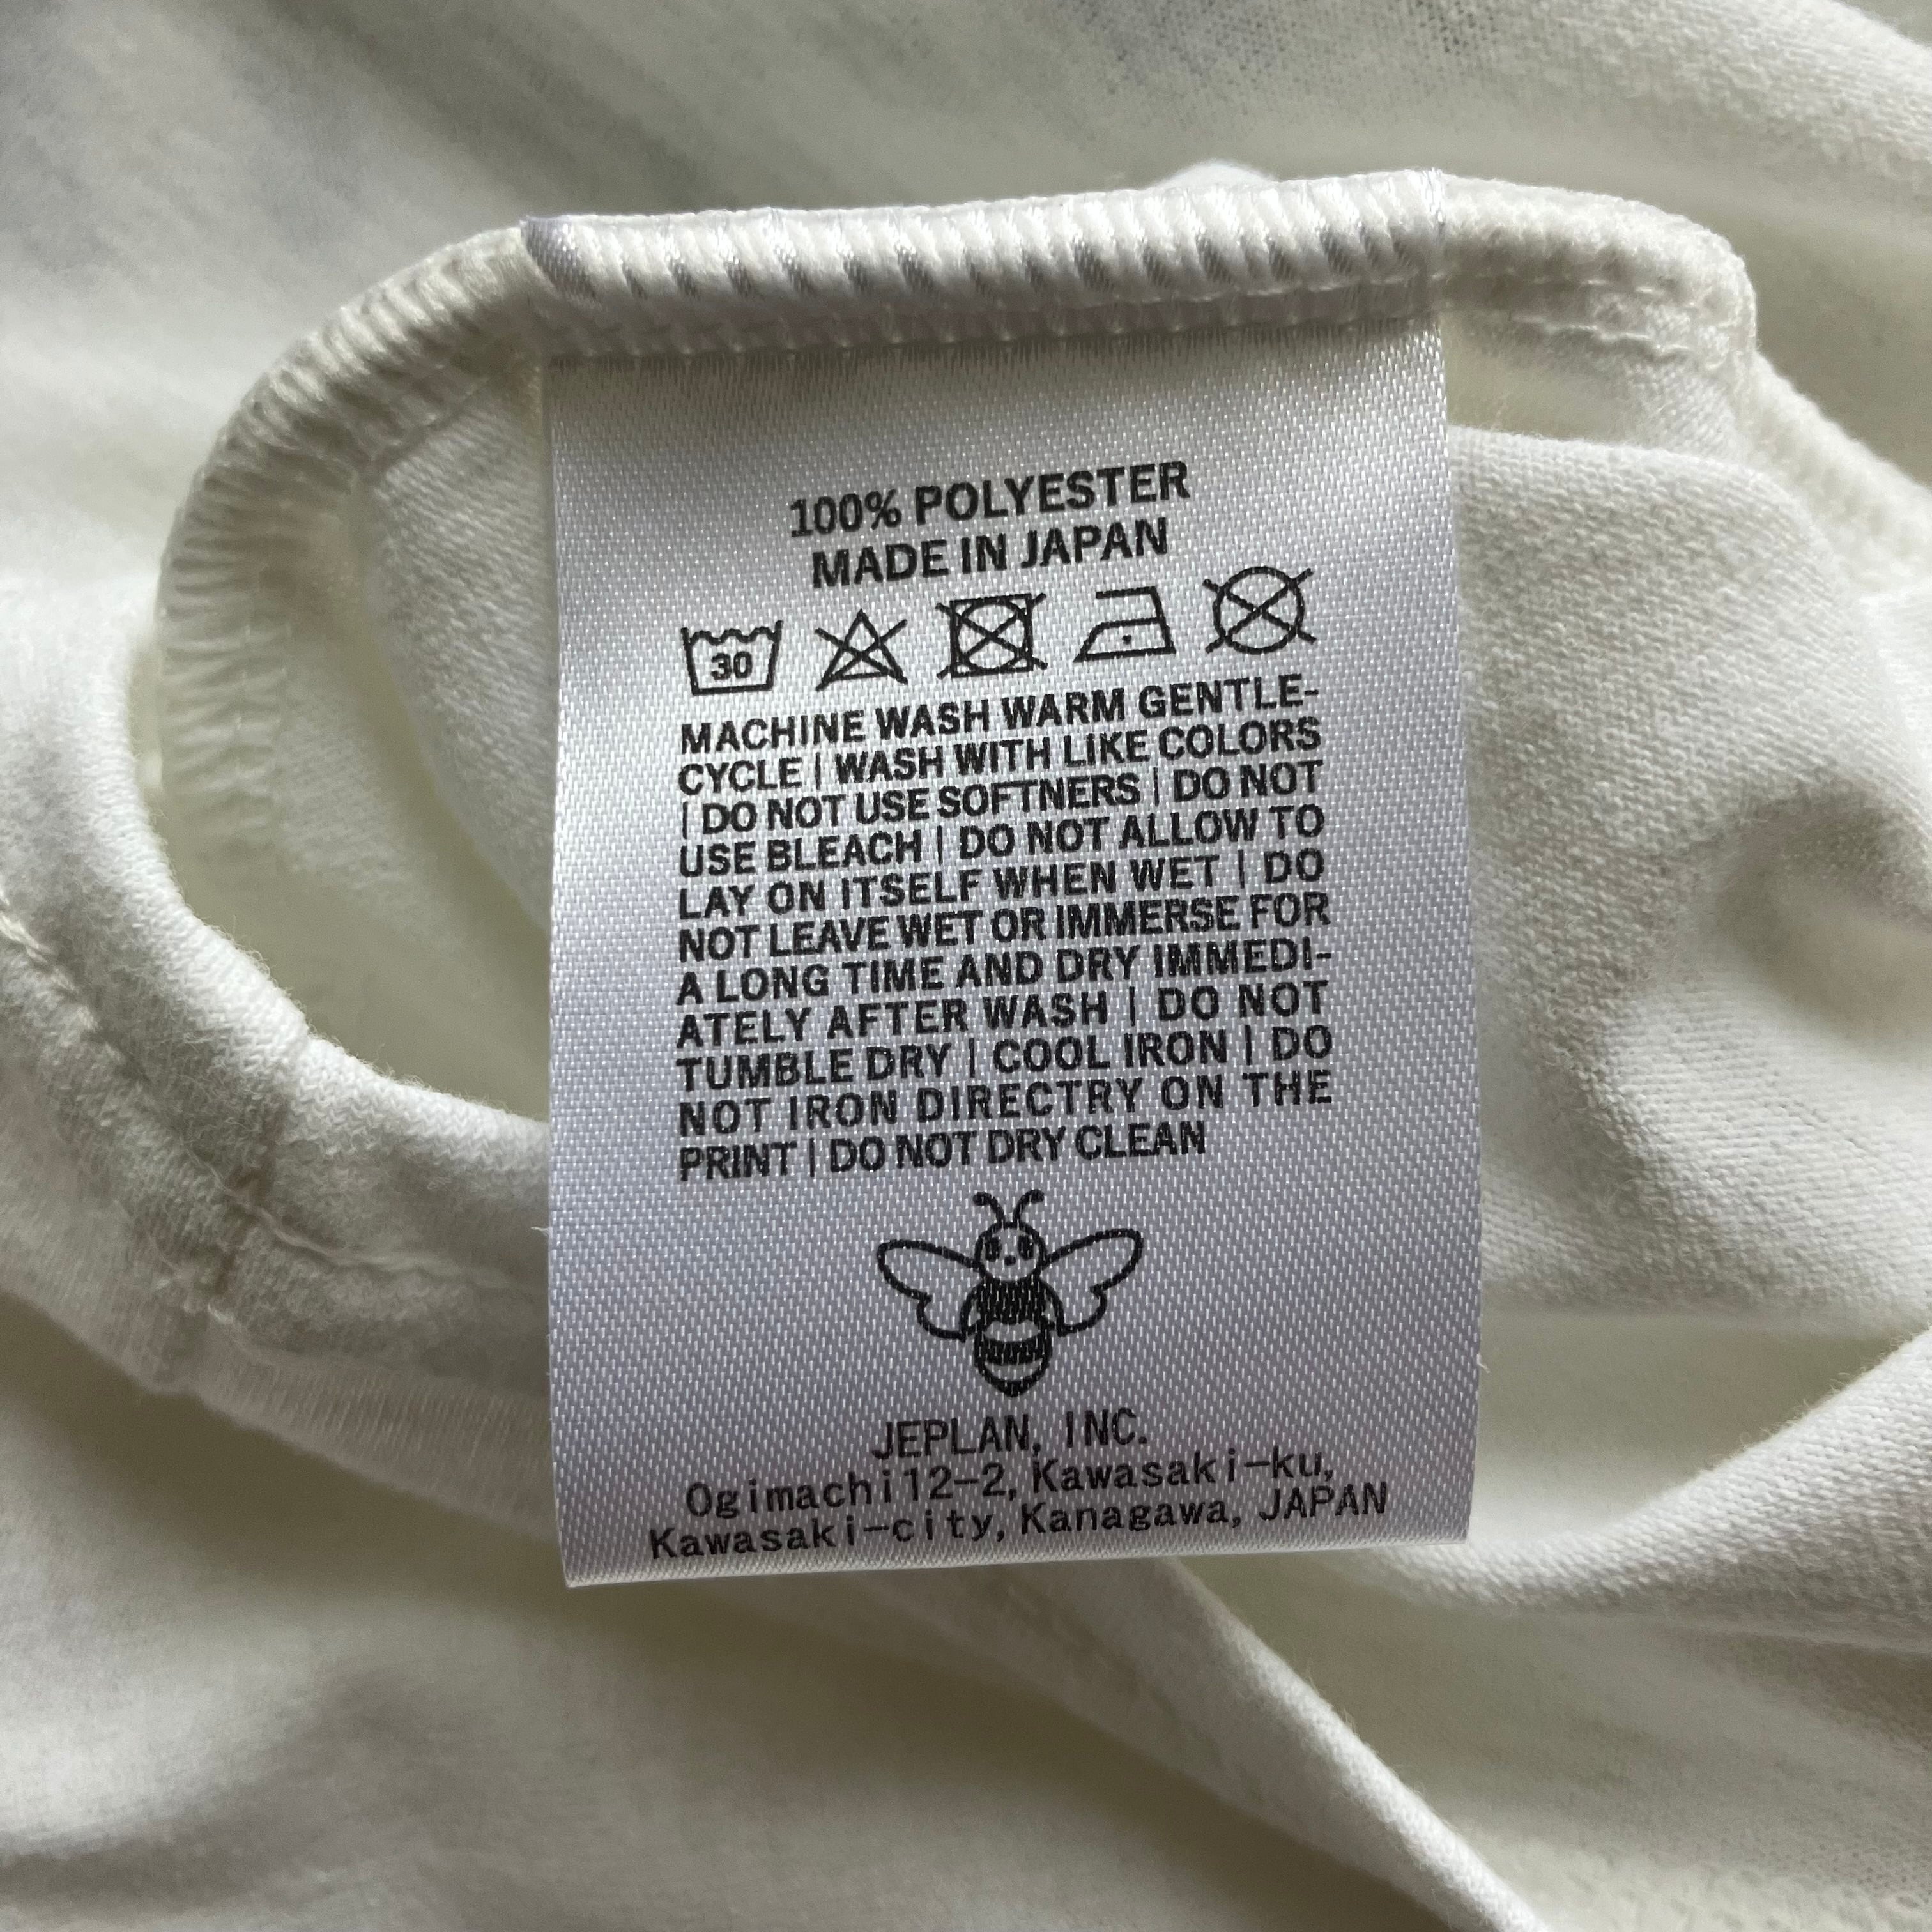 100% POLYESTER
MADE IN JAPAN
30
MACHINE WASH WARM GENTLE-
CYCLE | WASH WITH LIKE COLORS
| DO NOT USE SOFTNERS | DO NOT
USE BLEACH | DO NOT ALLOW TO
LAY ON ITSELF WHEN WET | DO
NOT LEAVE WET OR IMMERSE FOR
A LONG TIME AND DRY IMMEDI-
ATELY AFTER WASH | DO NOT
TUMBLE DRY | COOL IRON | DO
NOT IRON DIRECTRY ON THE
PRINT | DO NOT DRY CLEAN
JEPLAN, INC.
Ogimachi12-2, Kawasaki-ku,
Kawasaki-city, Kanagawa, JAPAN